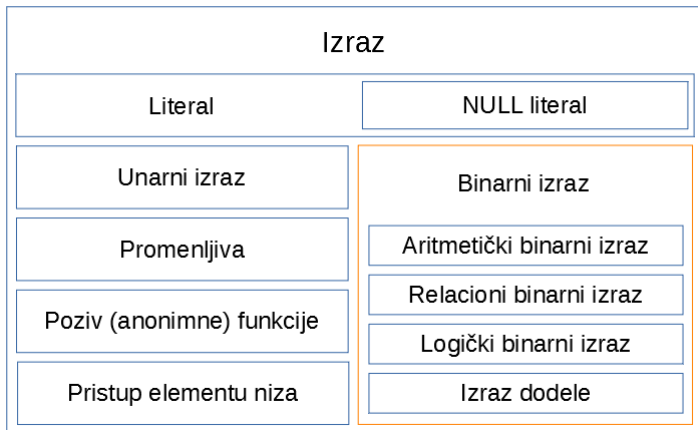 Izraz
Literal
NULL literal
Unarni izraz
Binarni izraz
Promenljiva
Aritmetički binarni izraz
Relacioni binarni izraz
Poziv (anonimne) funkcije
Logički binarni izraz
Pristup elementu niza
Izraz dodele